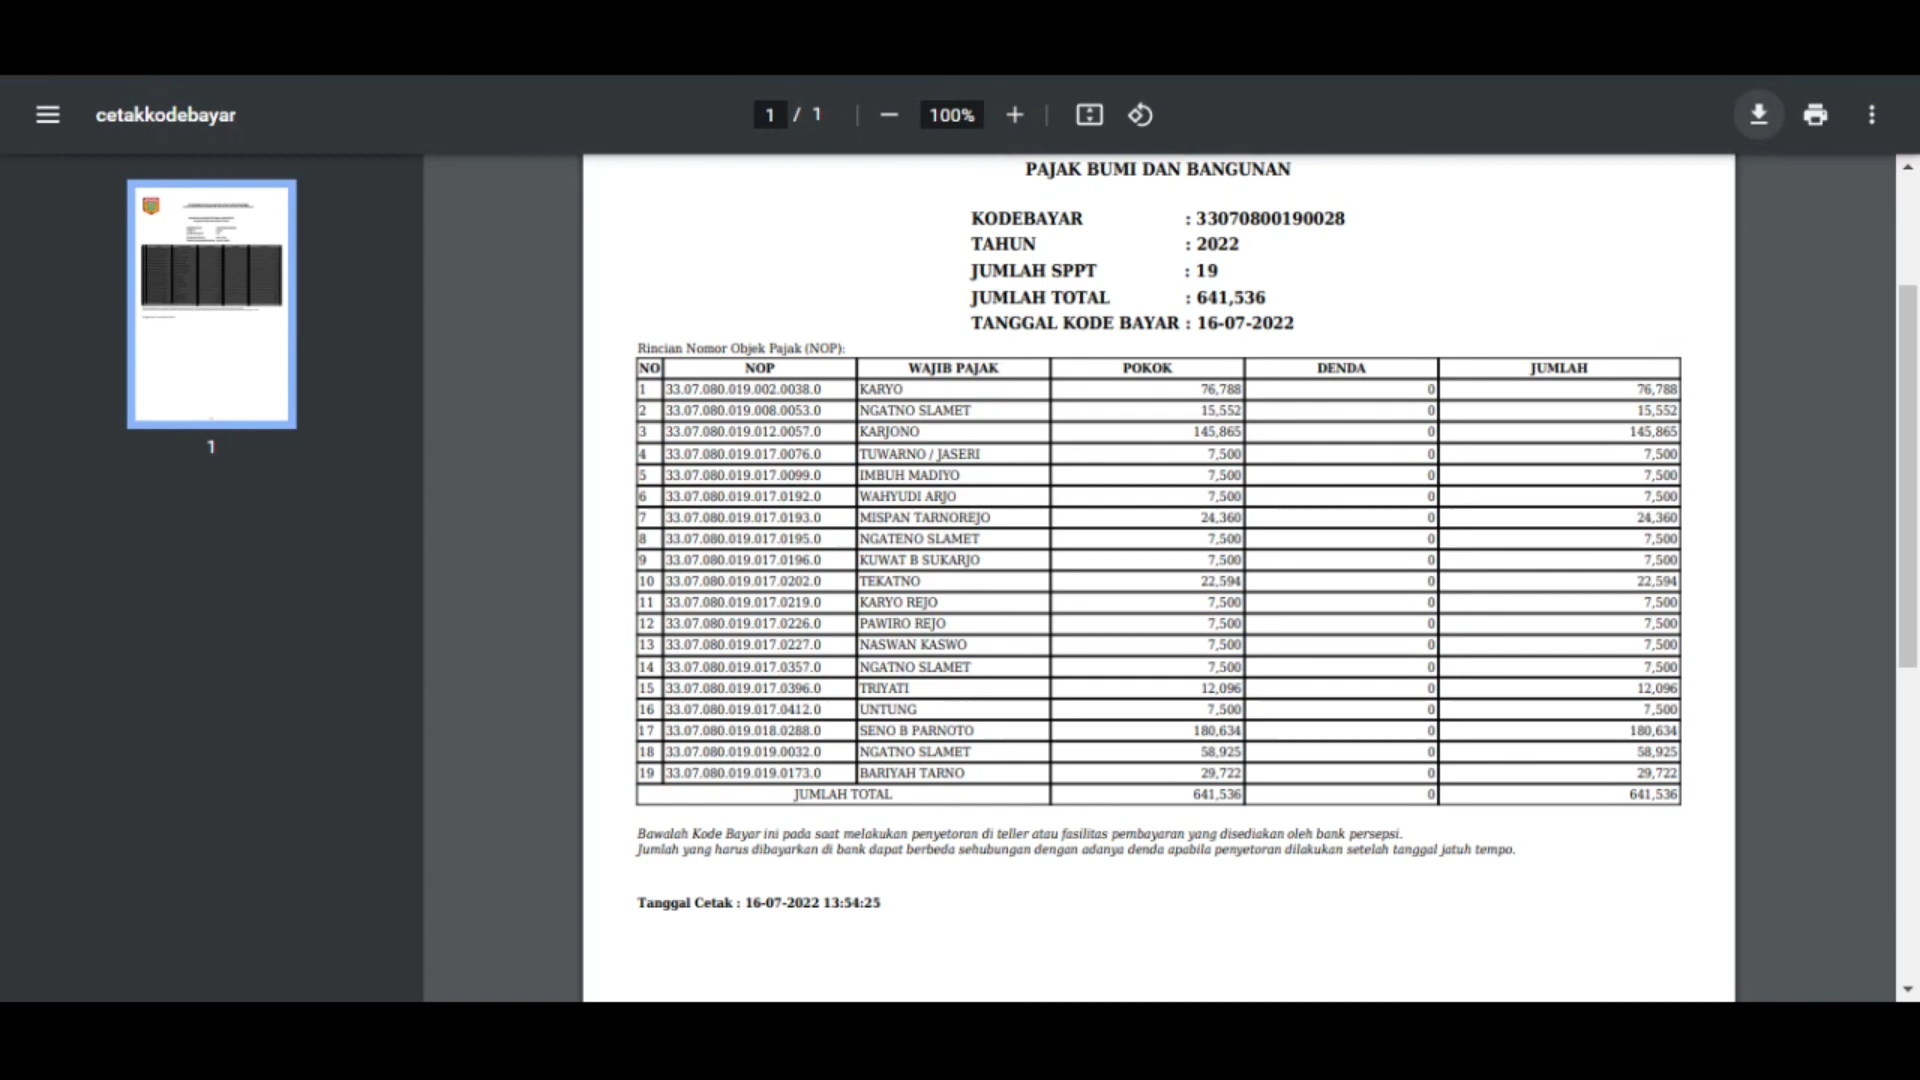 cetakkodebayar
1 / 1
100%
1
PAJAK BUMI DAN BANGUNAN
KODEBAYAR : 33070800190028
TAHUN : 2022
JUMLAH SPPT : 19
JUMLAH TOTAL : 641,536
TANGGAL KODE BAYAR : 16-07-2022
Rincian Nomor Objek Pajak (NOP):
NO NOP WAJIB PAJAK POKOK DENDA JUMLAH
1 33.07.080.019.002.0038.0 KARYO 76,788 0 76,788
2 33.07.080.019.008.0053.0 NGATNO SLAMET 15,552 0 15,552
3 33.07.080.019.012.0057.0 KARJONO 145,865 0 145,865
4 33.07.080.019.017.0076.0 TUWARNO / JASERI 7,500 0 7,500
5 33.07.080.019.017.0099.0 IMBUH MADIYO 7,500 0 7,500
6 33.07.080.019.017.0192.0 WAHYUDI ARJO 7,500 0 7,500
7 33.07.080.019.017.0193.0 MISPAN TARNOREJO 24,360 0 24,360
8 33.07.080.019.017.0195.0 NGATENO SLAMET 7,500 0 7,500
9 33.07.080.019.017.0196.0 KUWAT B SUKARJO 7,500 0 7,500
10 33.07.080.019.017.0202.0 TEKATNO 22,594 0 22,594
11 33.07.080.019.017.0219.0 KARYO REJO 7,500 0 7,500
12 33.07.080.019.017.0226.0 PAWIRO REJO 7,500 0 7,500
13 33.07.080.019.017.0227.0 NASWAN KASWO 7,500 0 7,500
14 33.07.080.019.017.0357.0 NGATNO SLAMET 7,500 0 7,500
15 33.07.080.019.017.0396.0 TRIYATI 12,096 0 12,096
16 33.07.080.019.017.0412.0 UNTUNG 7,500 0 7,500
17 33.07.080.019.018.0288.0 SENO B PARNOTO 180,634 0 180,634
18 33.07.080.019.019.0032.0 NGATNO SLAMET 58,925 0 58,925
19 33.07.080.019.019.0173.0 BARIYAH TARNO 29,722 0 29,722
JUMLAH TOTAL 641,536 0 641,536
Bawalah Kode Bayar ini pada saat melakukan penyetoran di teller atau fasilitas pembayaran yang disediakan oleh bank persepsi.
Jumlah yang harus dibayarkan di bank dapat berbeda sehubungan dengan adanya denda apabila penyetoran dilakukan setelah tanggal jatuh tempo.
Tanggal Cetak : 16-07-2022 13:54:25